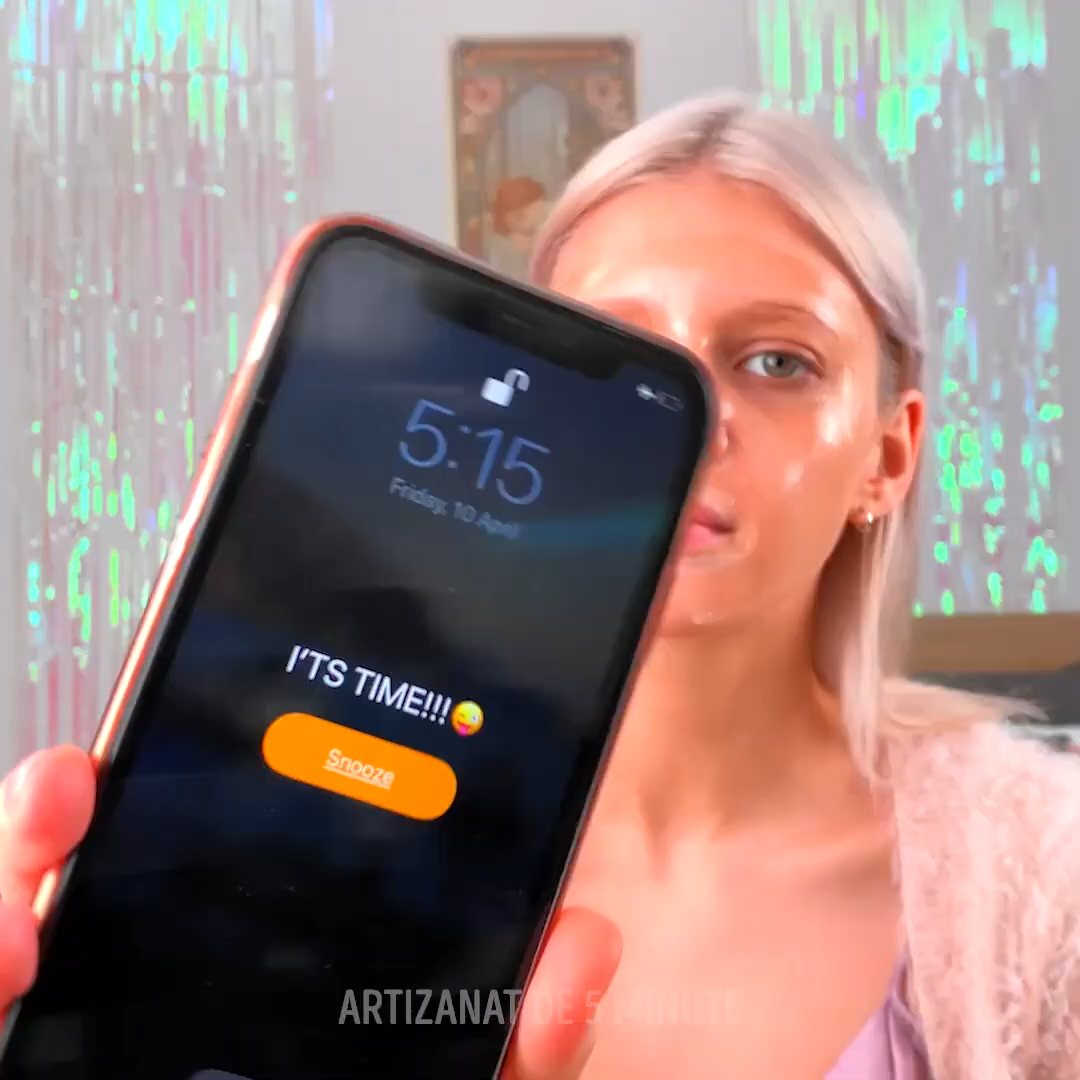 5:15
Friday, 10 April
I'TS TIME!!!😜
Snooze
ARTIZANAT DE 5 MINUTE